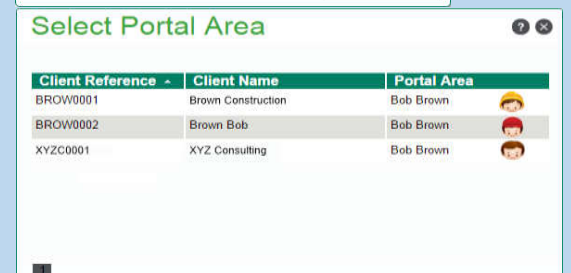 Select Portal Area ?
Client Reference Client Name Portal Area
BROW0001 Brown Construction Bob Brown
BROW0002 Brown Bob Bob Brown
XYZC0001 XYZ Consulting Bob Brown
1